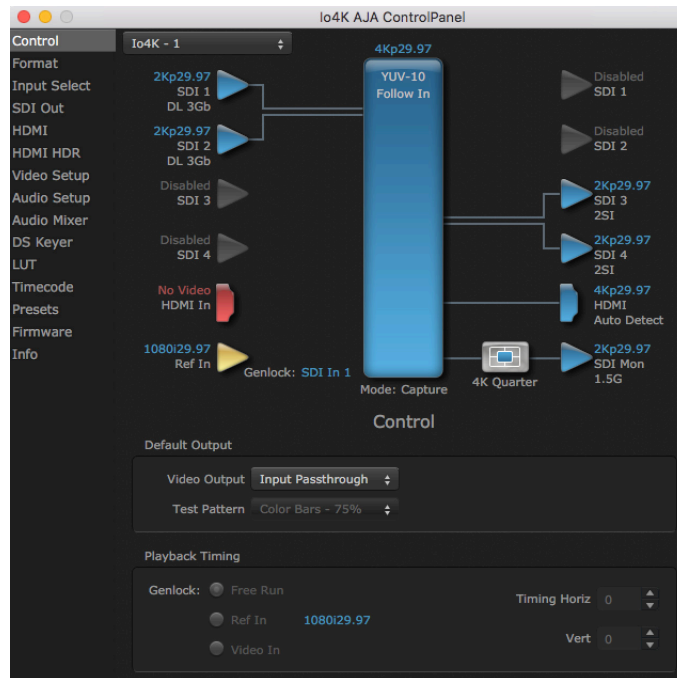 Io4K AJA ControlPanel
Control
Format
Input Select
SDI Out
HDMI
HDMI HDR
Video Setup
Audio Setup
Audio Mixer
DS Keyer
LUT
Timecode
Presets
Firmware
Info
Io4K - 1
4Kp29.97
YUV-10
Follow In
2Kp29.97
SDI 1
DL 3Gb
2Kp29.97
SDI 2
DL 3Gb
Disabled
SDI 3
Disabled
SDI 4
No Video
HDMI In
1080i29.97
Ref In
Genlock: SDI In 1
Mode: Capture
4K Quarter
Disabled
SDI 1
Disabled
SDI 2
2Kp29.97
SDI 3
2SI
2Kp29.97
SDI 4
2SI
4Kp29.97
HDMI
Auto Detect
2Kp29.97
SDI Mon
1.5G
Control
Default Output
Video Output Input Passthrough
Test Pattern Color Bars - 75%
Playback Timing
Genlock: Free Run
Ref In 1080i29.97
Video In
Timing Horiz 0
Vert 0